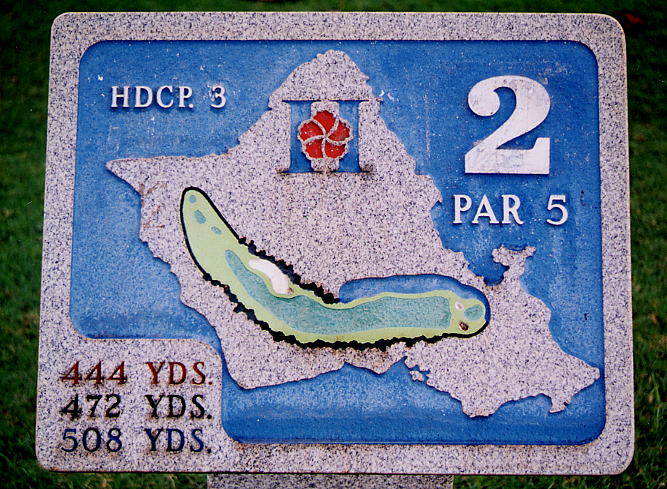 HDCP. 3
H
2
PAR 5
444 YDS.
472 YDS.
508 YDS.